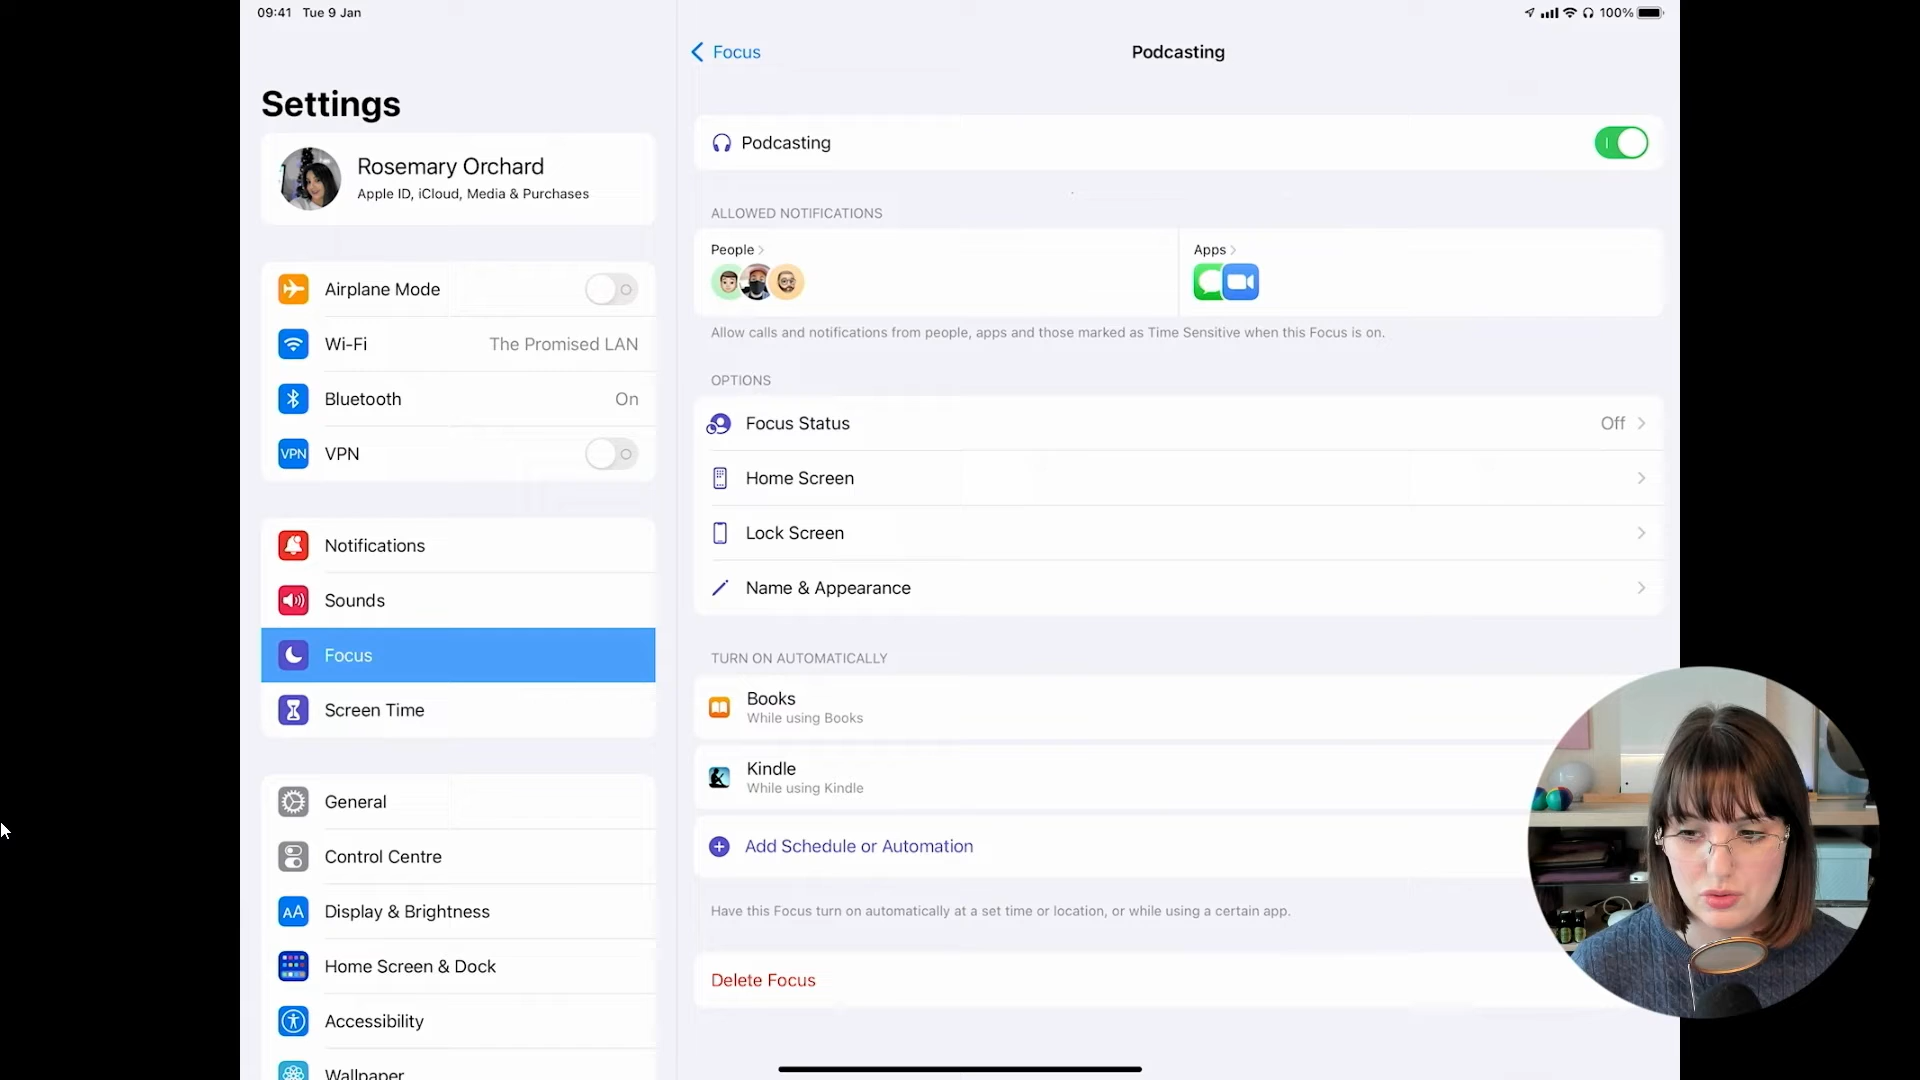 09:41 Tue 9 Jan
100%
Settings
Rosemary Orchard
Apple ID, iCloud, Media & Purchases
Airplane Mode
Wi-Fi The Promised LAN
Bluetooth On
VPN VPN
Notifications
Sounds
Focus
Screen Time
General
Control Centre
AA Display & Brightness
Home Screen & Dock
Accessibility
Wallpaper
Focus Podcasting
Podcasting
ALLOWED NOTIFICATIONS
People Apps
Allow calls and notifications from people, apps and those marked as Time Sensitive when this Focus is on.
OPTIONS
Focus Status Off
Home Screen
Lock Screen
Name & Appearance
TURN ON AUTOMATICALLY
Books
While using Books
Kindle
While using Kindle
Add Schedule or Automation
Have this Focus turn on automatically at a set time or location, or while using a certain app.
Delete Focus